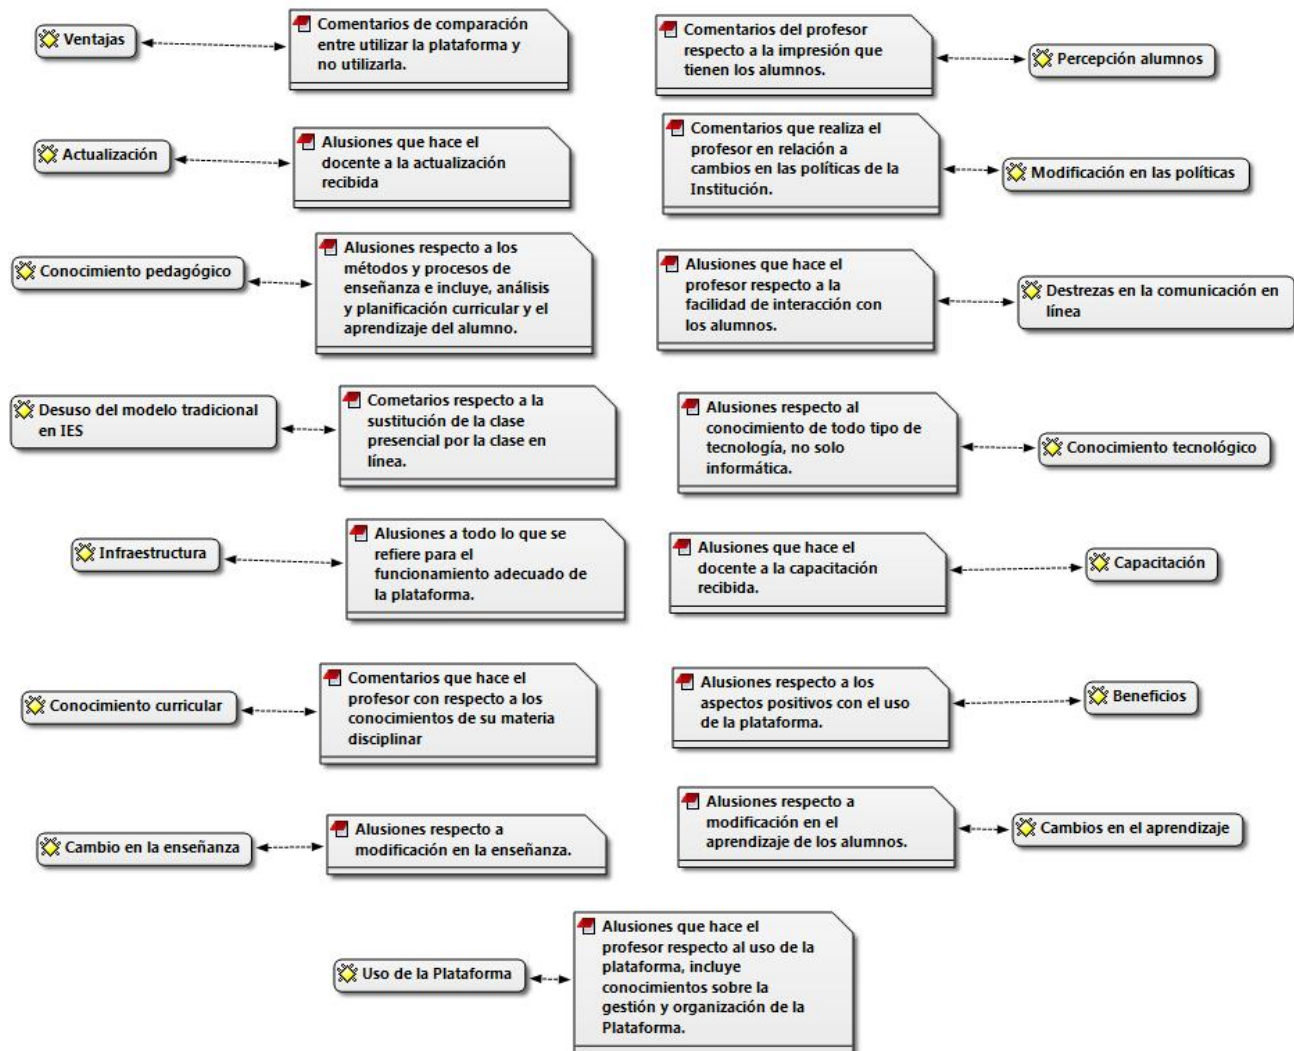 Ventajas
Comentarios de comparación
entre utilizar la plataforma y
no utilizarla.
Comentarios del profesor
respecto a la impresión que
tienen los alumnos.
Percepción alumnos
Actualización
Alusiones que hace el
docente a la actualización
recibida
Comentarios que realiza el
profesor en relación a
cambios en las políticas de la
Institución.
Modificación en las políticas
Conocimiento pedagógico
Alusiones respecto a los
métodos y procesos de
enseñanza e incluye, análisis
y planificación curricular y el
aprendizaje del alumno.
Alusiones que hace el
profesor respecto a la
facilidad de interacción con
los alumnos.
Destrezas en la comunicación en
línea
Desuso del modelo tradicional
en IES
Cometarios respecto a la
sustitución de la clase
presencial por la clase en
línea.
Alusiones respecto al
conocimiento de todo tipo de
tecnología, no solo
informática.
Conocimiento tecnológico
Infraestructura
Alusiones a todo lo que se
refiere para el
funcionamiento adecuado de
la plataforma.
Alusiones que hace el
docente a la capacitación
recibida.
Capacitación
Conocimiento curricular
Comentarios que hace el
profesor con respecto a los
conocimientos de su materia
disciplinar
Alusiones respecto a los
aspectos positivos con el uso
de la plataforma.
Beneficios
Cambio en la enseñanza
Alusiones respecto a
modificación en la enseñanza.
Alusiones respecto a
modificación en el
aprendizaje de los alumnos.
Cambios en el aprendizaje
Uso de la Plataforma
Alusiones que hace el
profesor respecto al uso de la
plataforma, incluye
conocimientos sobre la
gestión y organización de la
Plataforma.